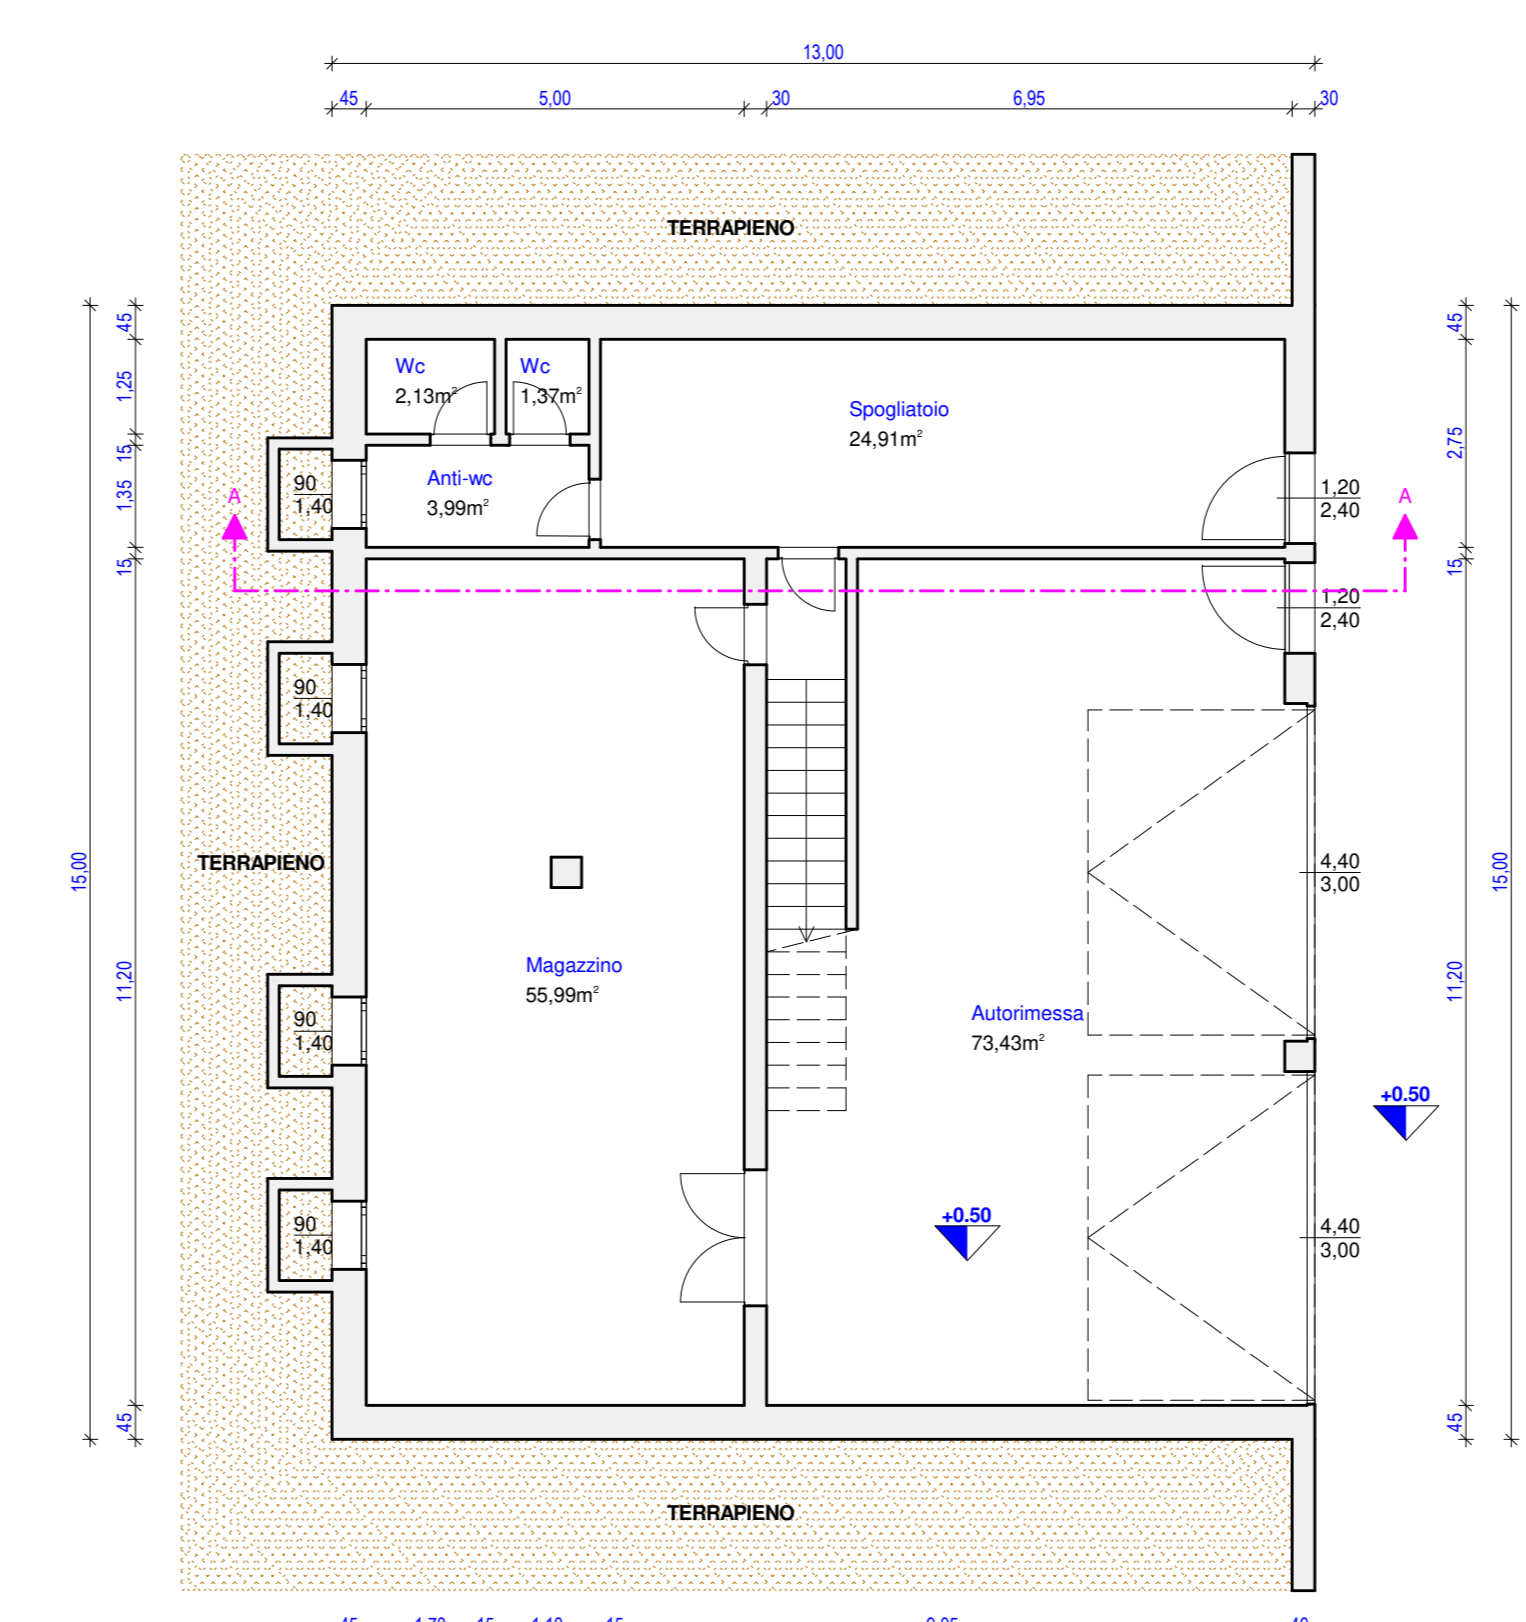 13,00
45 5,00 30 6,95 30
TERRAPIENO
45
45
Wc
2,13m²
Wc
1,37m²
1,25
Spogliatoio
24,91m²
2,75
15
Anti-wc
3,99m²
1,35
90
1,40
A
A
1,20
2,40
15
15
1,20
2,40
90
1,40
TERRAPIENO
15,00
4,40
3,00
15,00
Magazzino
55,99m²
11,20
11,20
Autorimessa
73,43m²
90
1,40
+0.50
+0.50
90
1,40
4,40
3,00
45
45
TERRAPIENO